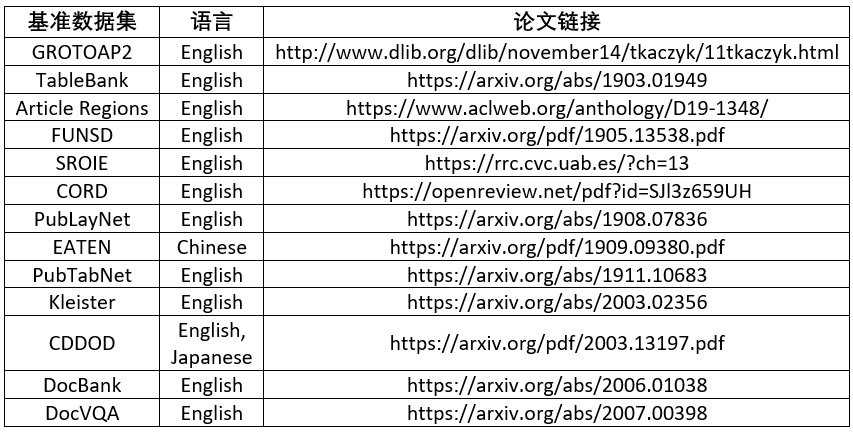 基准数据集 语言 论文链接
GROTOAP2 English http://www.dlib.org/dlib/november14/tkaczyk/11tkaczyk.html
TableBank English https://arxiv.org/abs/1903.01949
Article Regions English https://www.aclweb.org/anthology/D19-1348/
FUNSD English https://arxiv.org/pdf/1905.13538.pdf
SROIE English https://rrc.cvc.uab.es/?ch=13
CORD English https://openreview.net/pdf?id=SJl3z659UH
PubLayNet English https://arxiv.org/abs/1908.07836
EATEN Chinese https://arxiv.org/pdf/1909.09380.pdf
PubTabNet English https://arxiv.org/abs/1911.10683
Kleister English https://arxiv.org/abs/2003.02356
CDDOD English, Japanese https://arxiv.org/pdf/2003.13197.pdf
DocBank English https://arxiv.org/abs/2006.01038
DocVQA English https://arxiv.org/abs/2007.00398